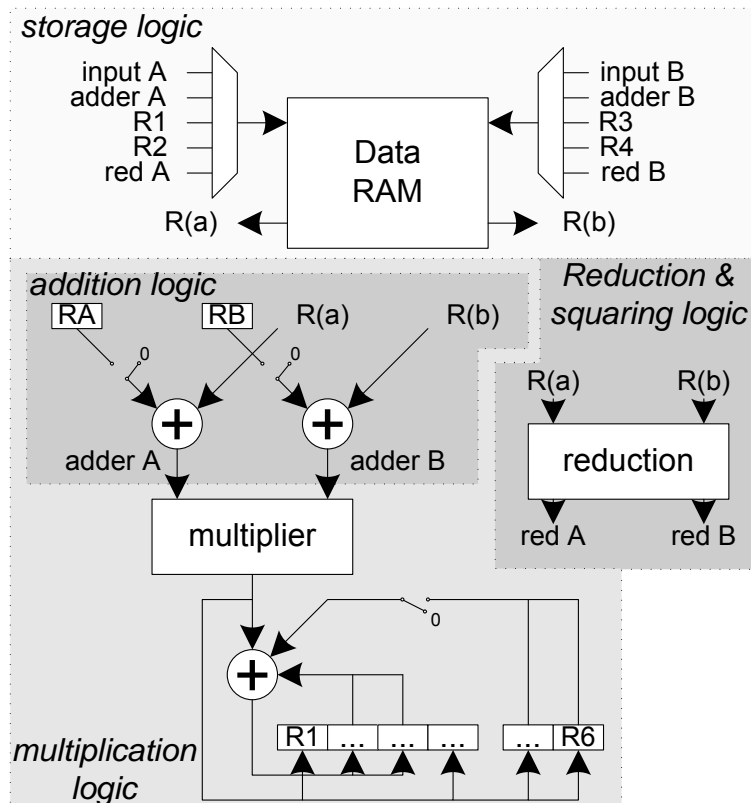 storage logic
input A
adder A
R1
R2
red A
R(a)
Data
RAM
input B
adder B
R3
R4
red B
R(b)
addition logic
RA
RB
R(a)
R(b)
0
0
+
+
adder A
adder B
Reduction &
squaring logic
R(a)
R(b)
reduction
red A
red B
multiplier
0
+
R1
...
...
...
...
R6
multiplication
logic